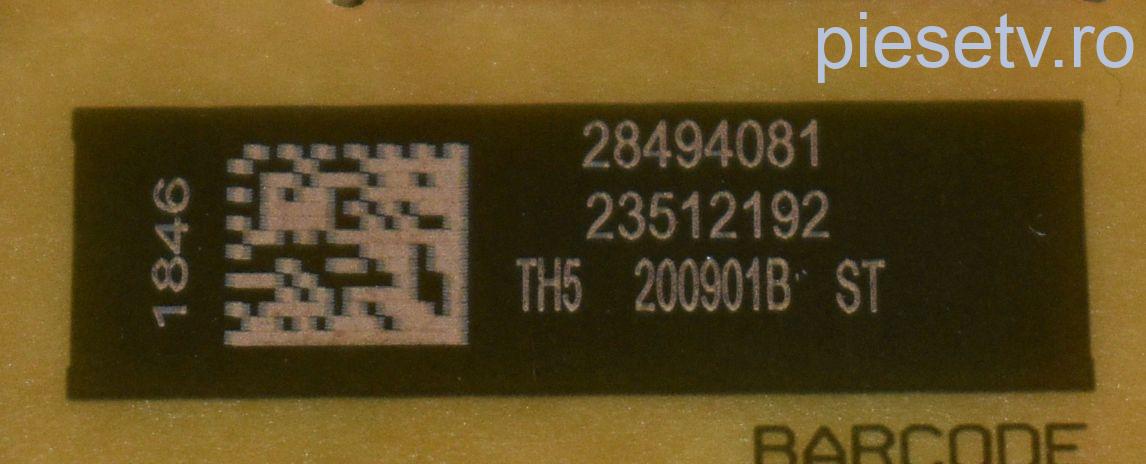 piesetv.ro
28494081
23512192
TH5 200901B ST
1846
BARCODE